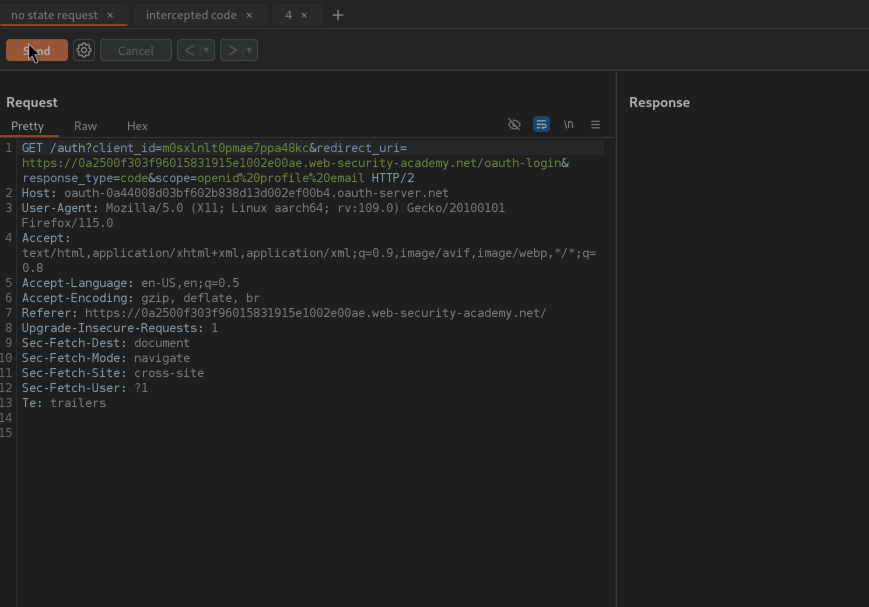 no state request × intercepted code × 4 × +
Send Cancel < ▾ > ▾
Request
Response
Pretty Raw Hex \n
1 GET /auth?client_id=m0sxlnlt0pmae7ppa48kc&redirect_uri=
https://0a2500f303f96015831915e1002e00ae.web-security-academy.net/oauth-login&
response_type=code&scope=openid%20profile%20email HTTP/2
2 Host: oauth-0a44008d03bf602b838d13d002ef00b4.oauth-server.net
3 User-Agent: Mozilla/5.0 (X11; Linux aarch64; rv:109.0) Gecko/20100101
Firefox/115.0
4 Accept:
text/html,application/xhtml+xml,application/xml;q=0.9,image/avif,image/webp,*/*;q=
0.8
5 Accept-Language: en-US,en;q=0.5
6 Accept-Encoding: gzip, deflate, br
7 Referer: https://0a2500f303f96015831915e1002e00ae.web-security-academy.net/
8 Upgrade-Insecure-Requests: 1
9 Sec-Fetch-Dest: document
10 Sec-Fetch-Mode: navigate
11 Sec-Fetch-Site: cross-site
12 Sec-Fetch-User: ?1
13 Te: trailers
14
15